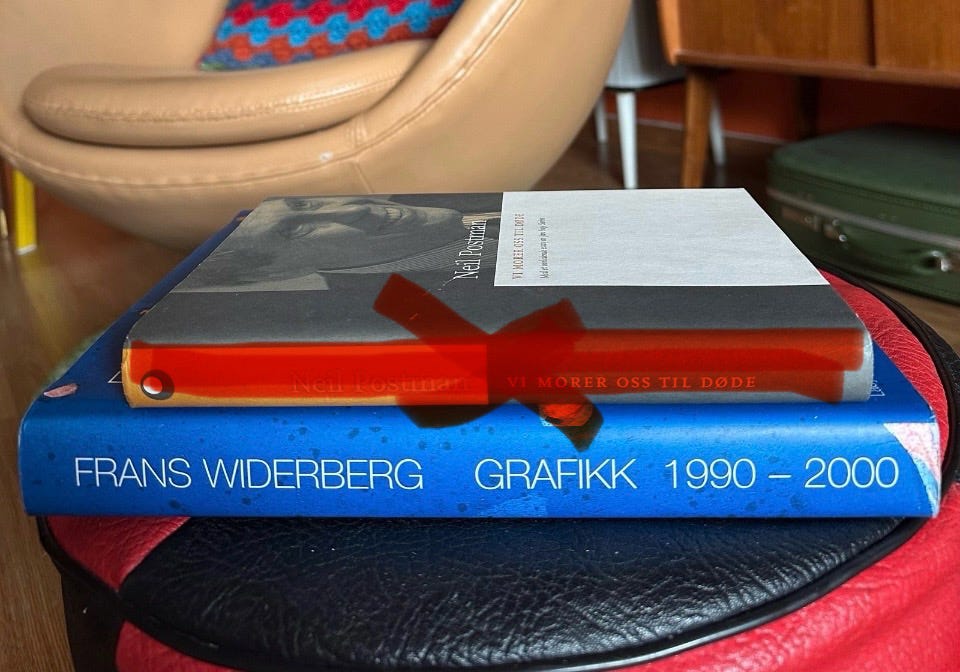 Neil Postman
VI MORER OSS TIL DØDE
Neil Postman
VI MORER OSS TIL DØDE
FRANS WIDERBERG GRAFIKK 1990 – 2000